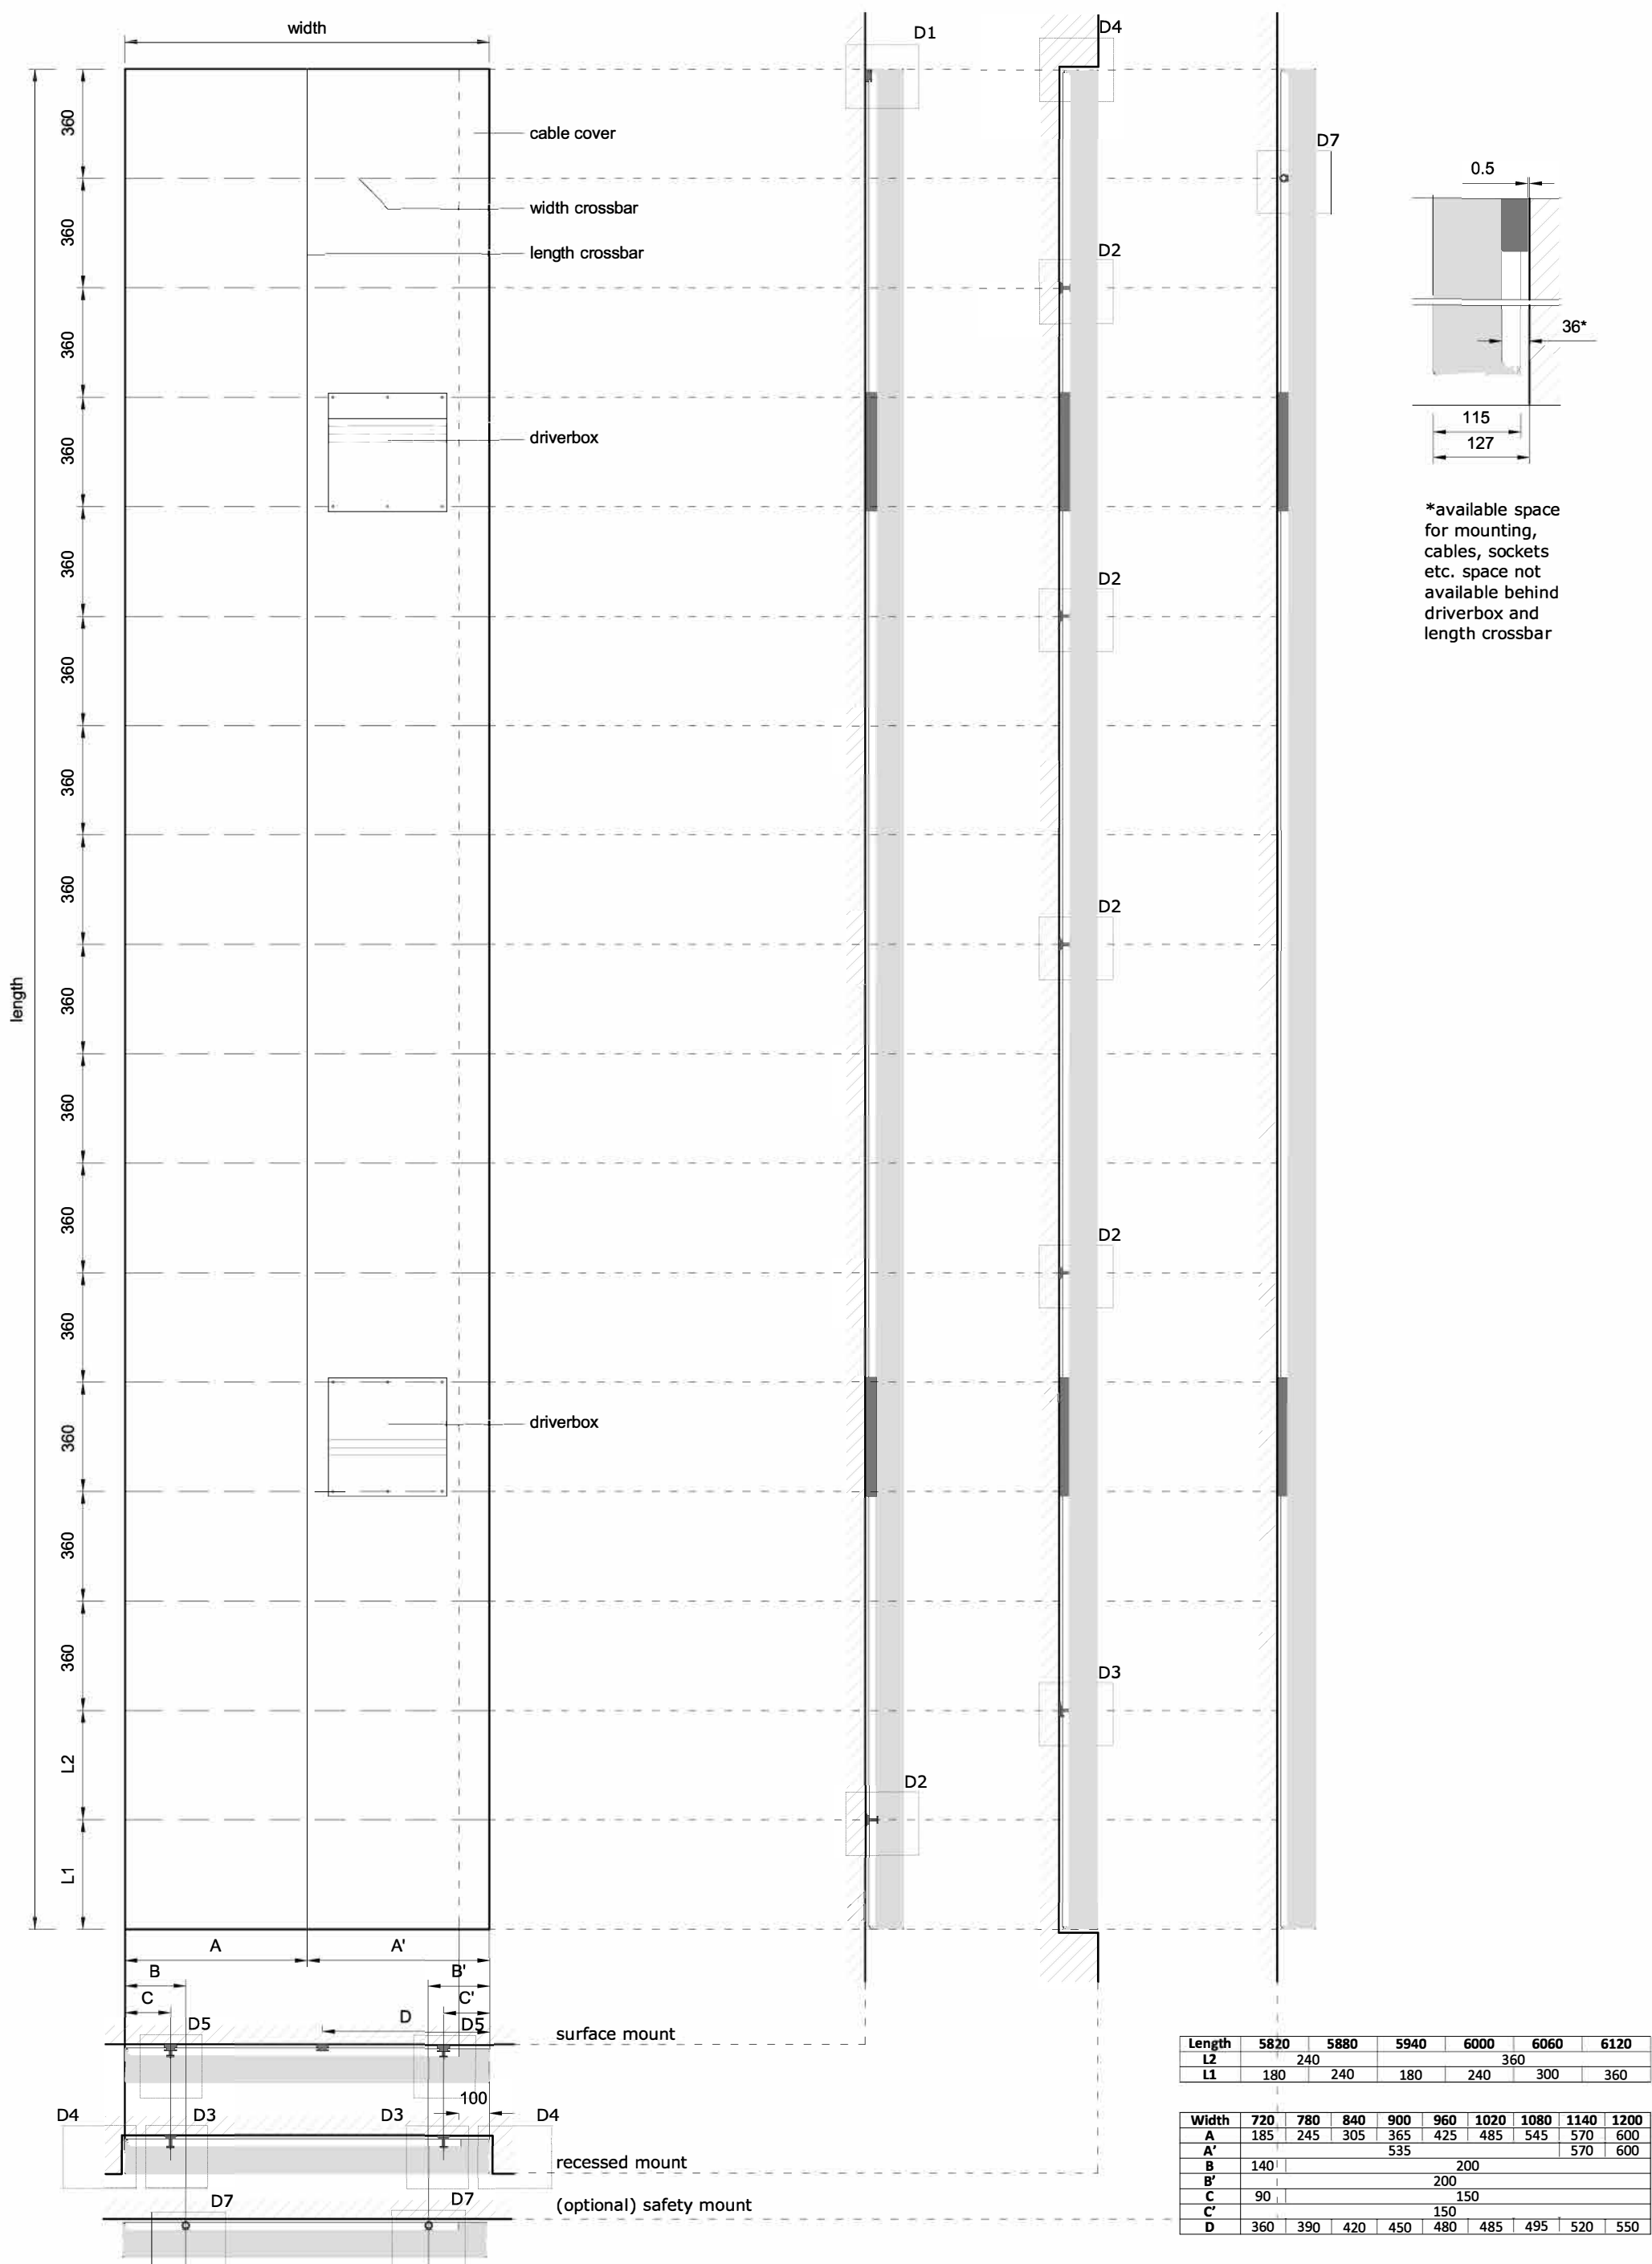 width
D1
D4
360
cable cover
D7
0.5
width crossbar
360
length crossbar
D2
36*
360
115
driverbox
127
360
*available space
for mounting,
cables, sockets
etc. space not
available behind
driverbox and
length crossbar
360
D2
360
360
360
D2
length
360
360
360
D2
360
driverbox
360
360
360
D3
L2
D2
L1
A A'
B B'
C C'
D5 D D5
surface mount
100
D4 D3 D3 D4
recessed mount
D7 D7
(optional) safety mount
Length 5820 5880 5940 6000 6060 6120
L2 240 360
L1 180 240 180 240 300 360
Width 720 780 840 900 960 1020 1080 1140 1200
A 185 245 305 365 425 485 545 570 600
A' 535 570 600
B 140 200
B' 200
C 90 150
C' 150
D 360 390 420 450 480 485 495 520 550